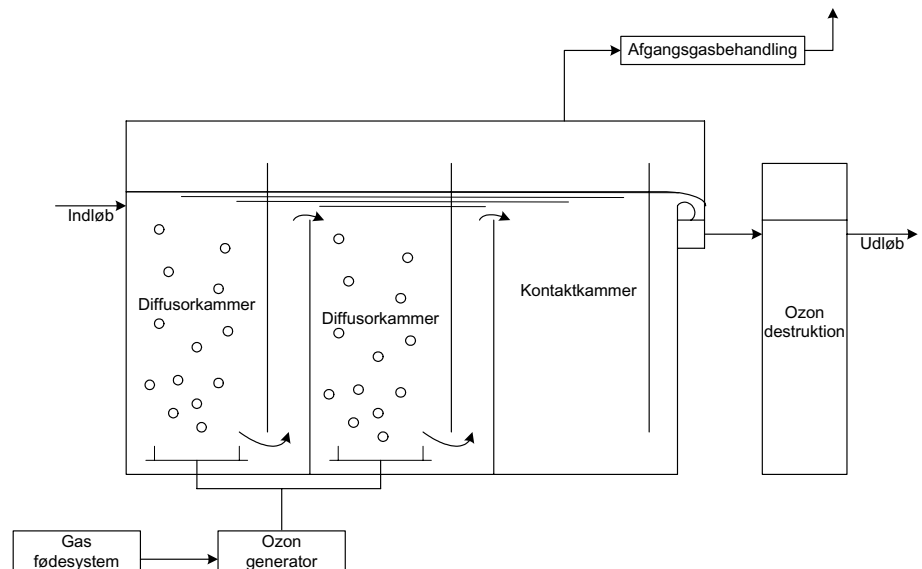 Afgangsgasbehandling
Indløb
Udløb
Diffusorkammer
Diffusorkammer
Kontaktkammer
Ozon
destruktion
Gas
fødesystem
Ozon
generator